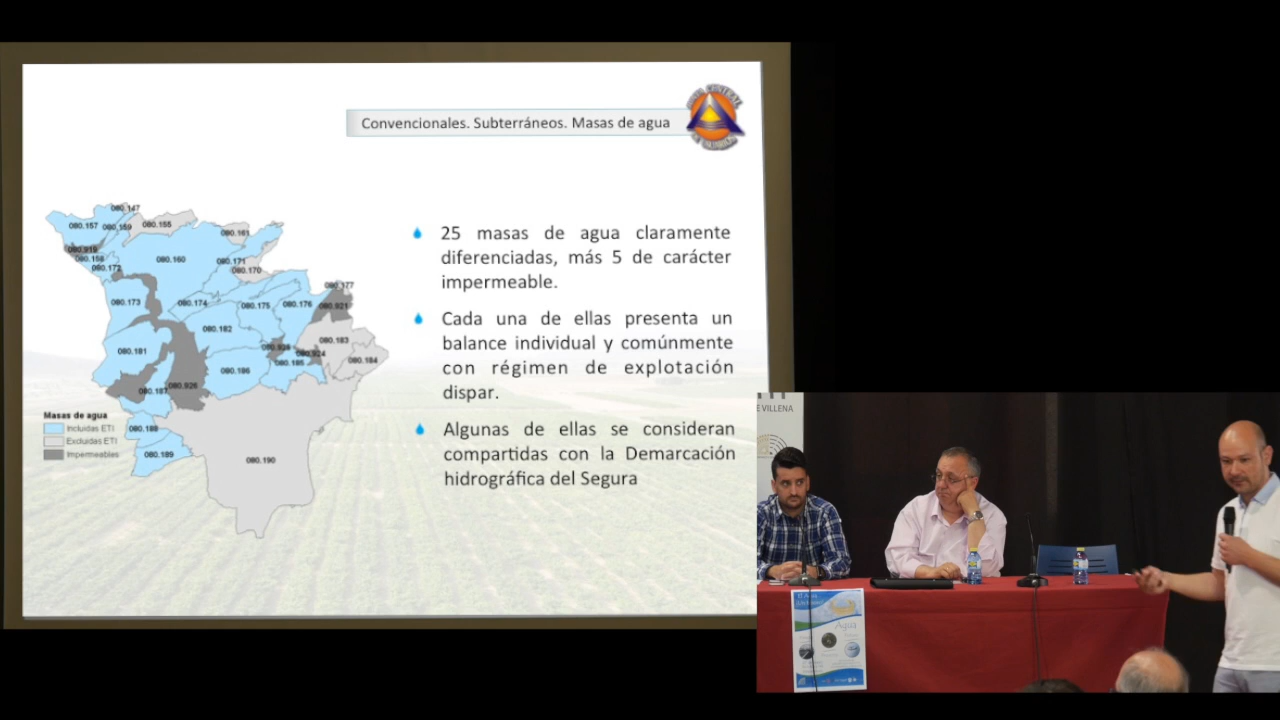 Convencionales. Subterráneos. Masas de agua
JUNTA CENTRAL
25 masas de agua claramente
diferenciadas, más 5 de carácter
impermeable.
Cada una de ellas presenta un
balance individual y comúnmente
con régimen de explotación
dispar.
Algunas de ellas se consideran
compartidas con la Demarcación
hidrográfica del Segura
080.147
080.157
080.159
080.155
080.161
080.158
080.172
080.160
080.171
080.170
080.177
080.173
080.174
080.175
080.176
080.921
080.182
080.183
080.181
080.924
080.184
080.185
080.186
080.187
080.926
080.188
080.189
080.190
Masas de agua
Incluidas ETI
Excluidas ETI
Impermeables
E VILLENA
Agua